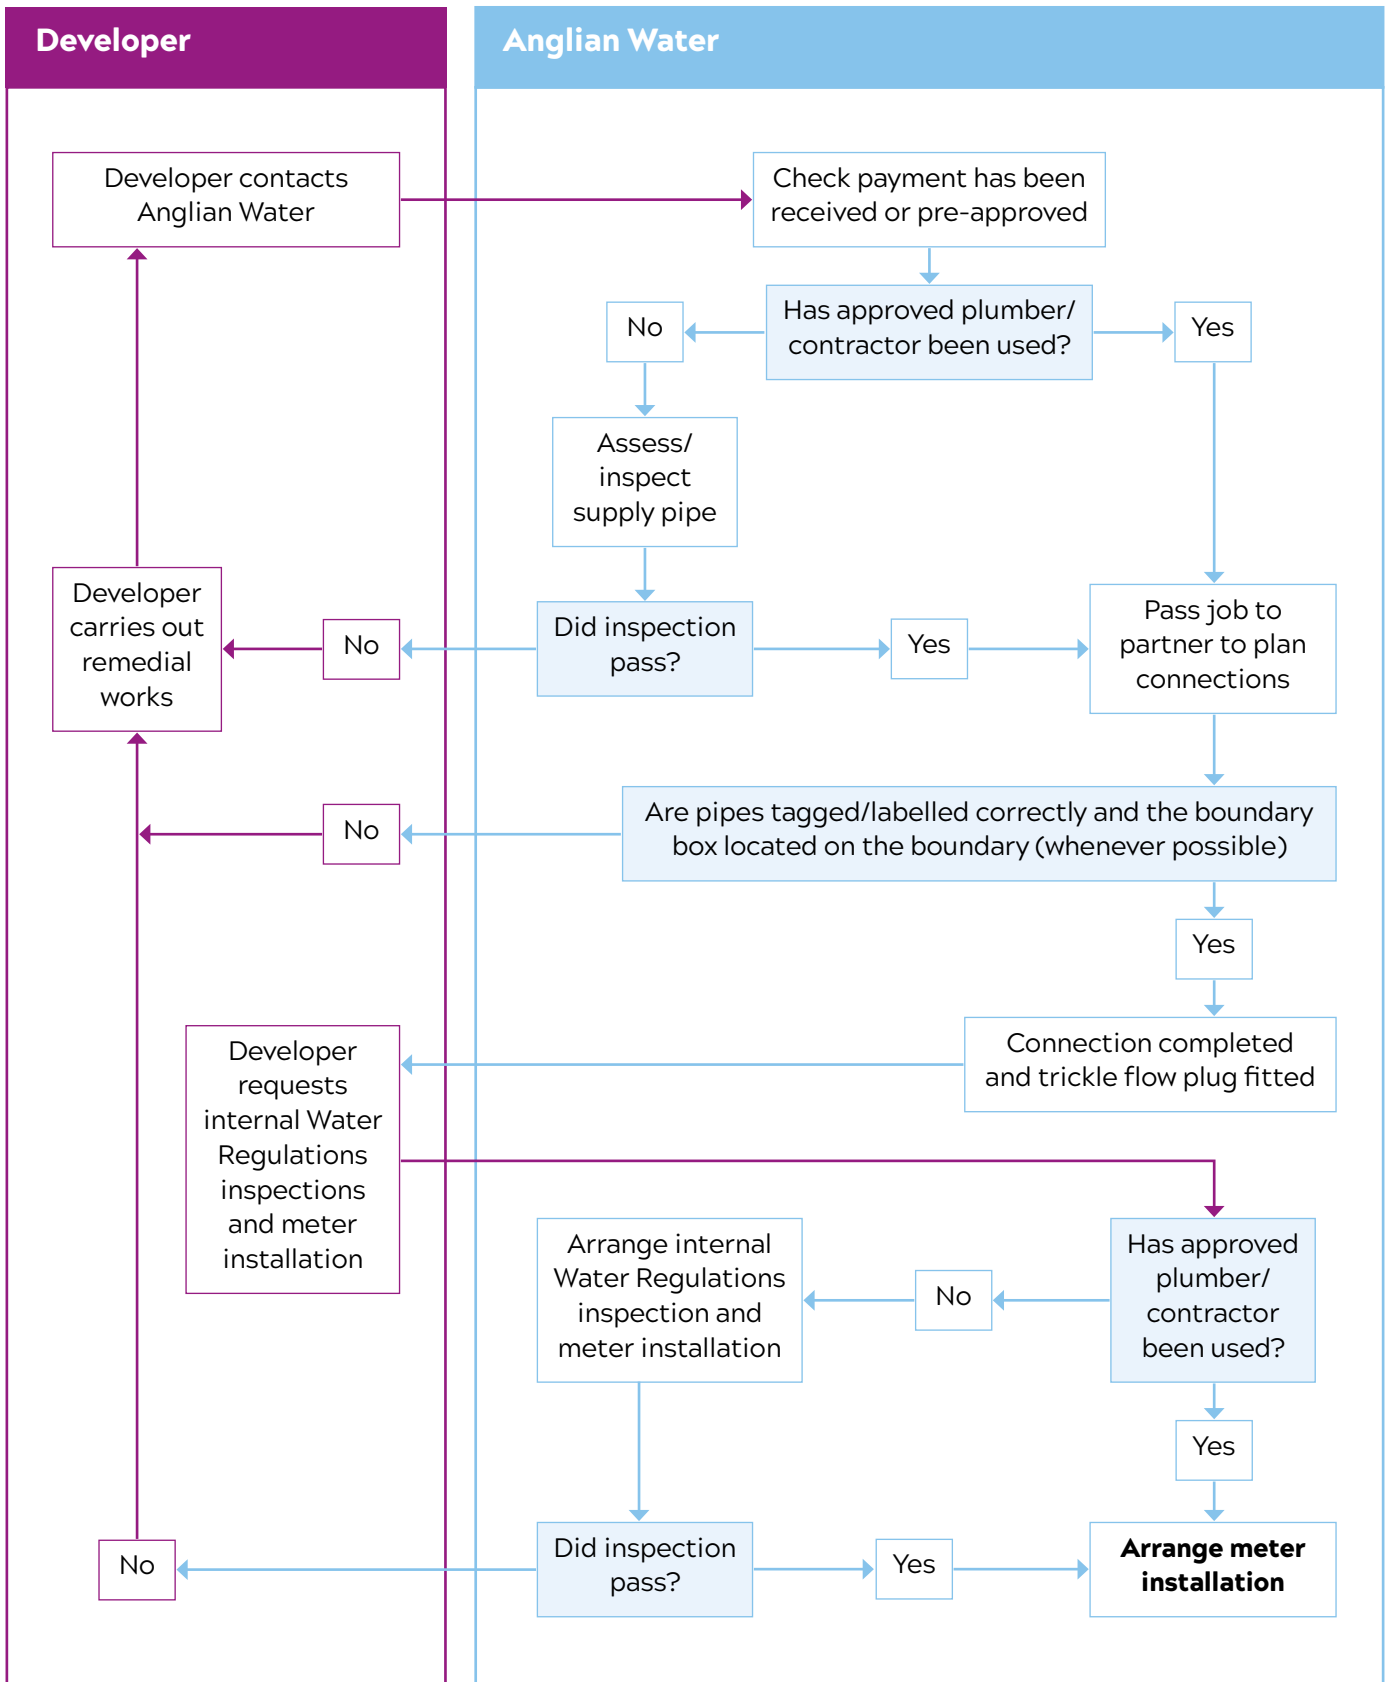 Developer
Anglian Water
Developer contacts
Anglian Water
Check payment has been
received or pre-approved
No
Has approved plumber/
contractor been used?
Yes
Assess/
inspect
supply pipe
Developer
carries out
remedial
works
No
Did inspection
pass?
Yes
Pass job to
partner to plan
connections
No
Are pipes tagged/labelled correctly and the boundary
box located on the boundary (whenever possible)
Yes
Connection completed
and trickle flow plug fitted
Developer
requests
internal Water
Regulations
inspections
and meter
installation
Arrange internal
Water Regulations
inspection and
meter installation
No
Has approved
plumber/
contractor
been used?
Yes
No
Did inspection
pass?
Yes
Arrange meter
installation